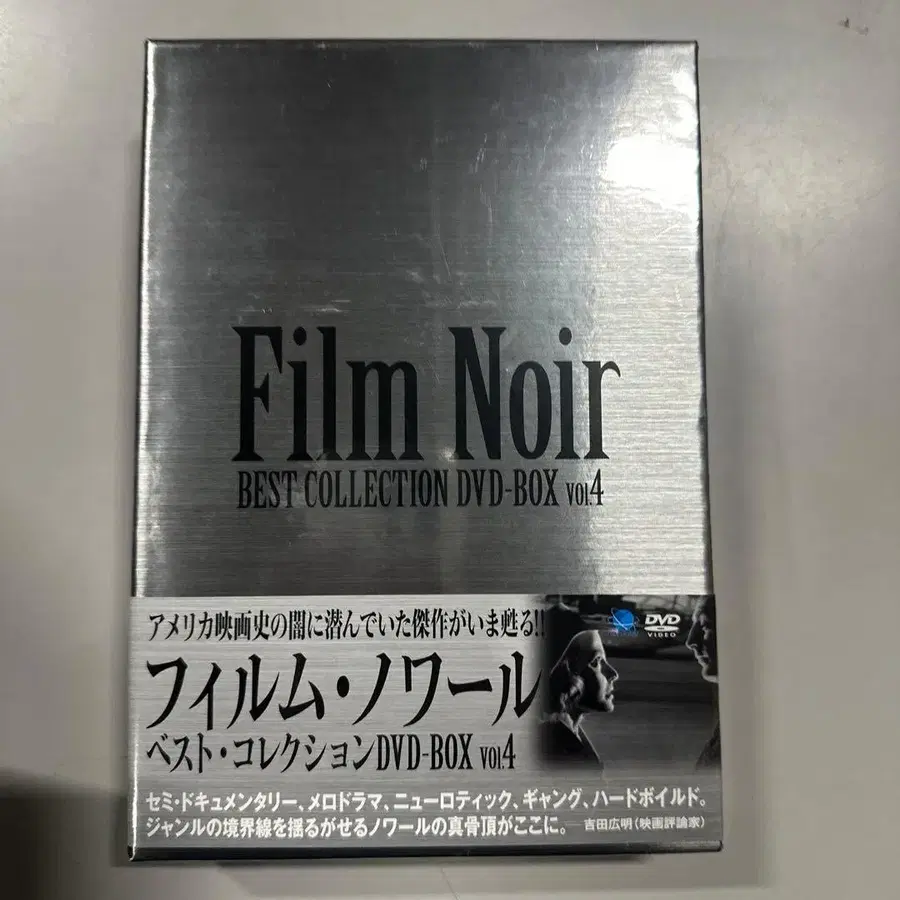 Film Noir
BEST COLLECTION DVD-BOX VOl.4
アメリカ映画史の闇に潜んでいた傑作がいま甦る!!
DVD
VIDEO
フィルム・ノワール
ベスト・コレクションDVD-BOX VOl.4
セミ・ドキュメンタリー、メロドラマ、ニューロティック、ギャング、ハードボイルド。
ジャンルの境界線を揺るがせるノワールの真骨頂がここに。 吉田広明(映画評論家)